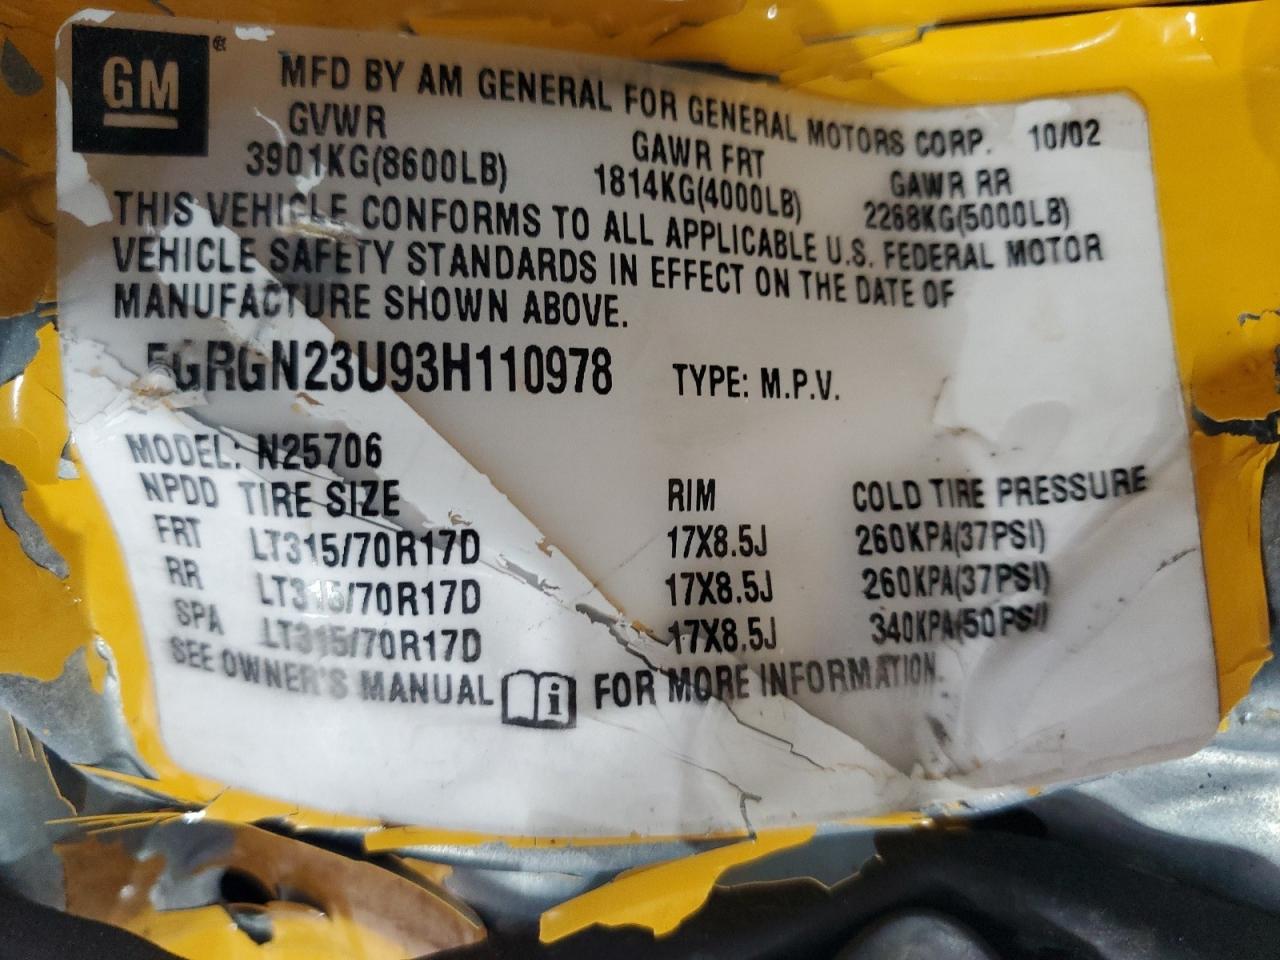 GM
MFD BY AM GENERAL FOR GENERAL MOTORS CORP. 10/02
GVWR GAWR FRT GAWR RR
3901KG(8600LB) 1814KG(4000LB) 2268KG(5000LB)
THIS VEHICLE CONFORMS TO ALL APPLICABLE U.S. FEDERAL MOTOR
VEHICLE SAFETY STANDARDS IN EFFECT ON THE DATE OF
MANUFACTURE SHOWN ABOVE.
5GRGN23U93H110978 TYPE: M.P.V.
MODEL: N25706
NPDD TIRE SIZE RIM COLD TIRE PRESSURE
FRT LT315/70R17D 17X8.5J 260KPA(37PSI)
RR LT315/70R17D 17X8.5J 260KPA(37PSI)
SPA LT315/70R17D 17X8.5J 340KPA(50PSI)
SEE OWNER'S MANUAL i FOR MORE INFORMATION.